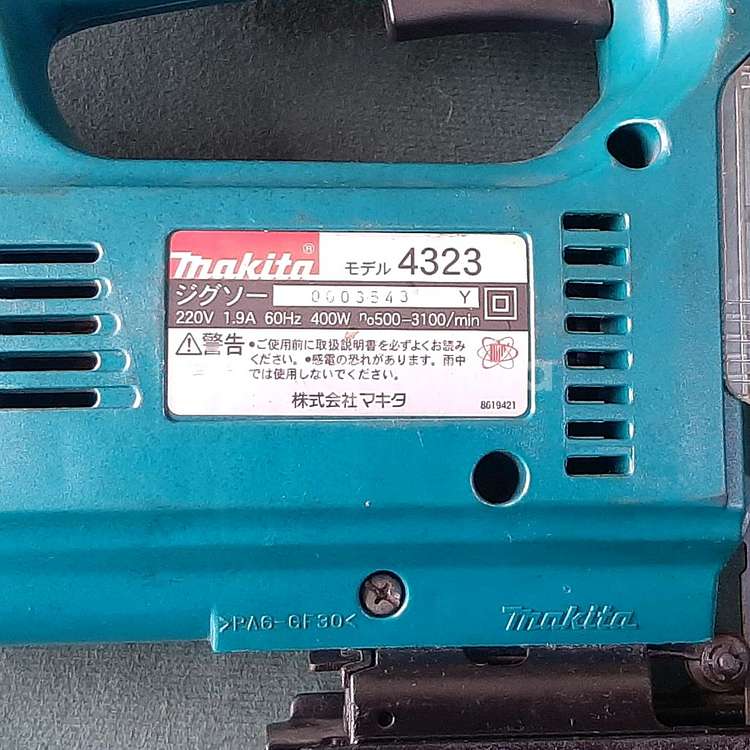 makita® モデル 4323
ジグソー 0003543 Y
220V 1.9A 60Hz 400W n₀500-3100/min
⚠警告 •ご使用前に取扱説明書を必ずよくお読み
ください。•感電の恐れがあります。雨中
では使用しないでください。
株式会社 マキタ 8619421
>PA6-GF30< makita